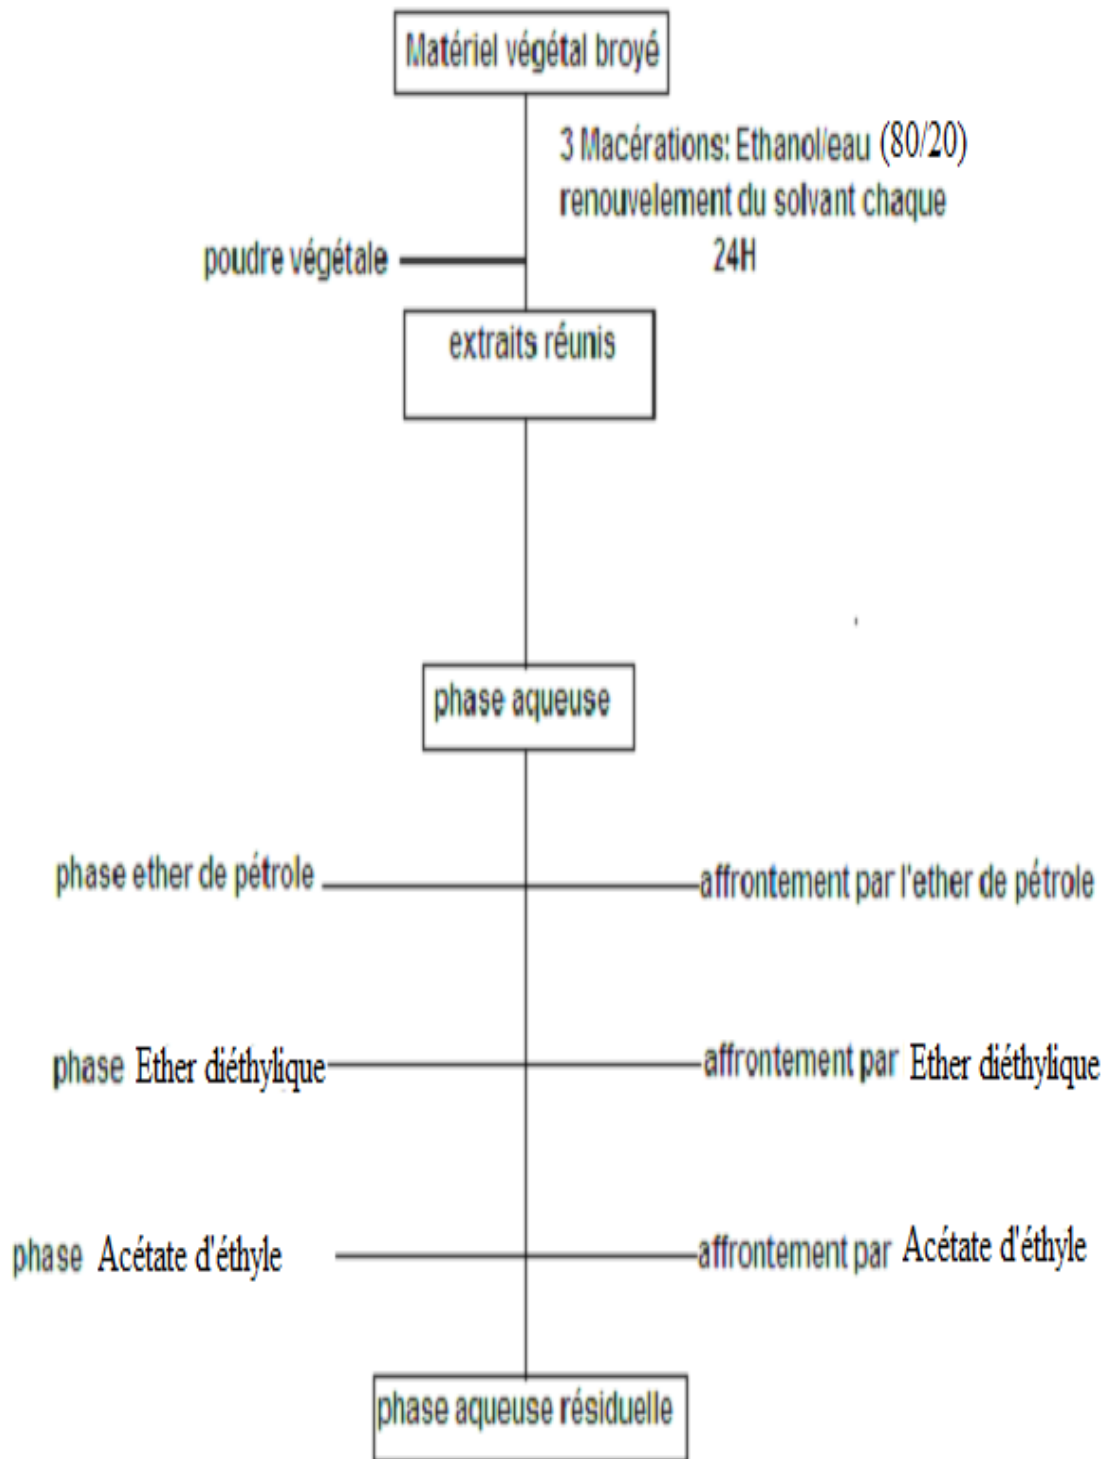 Matériel végétal broyé
3 Macérations: Ethanol/eau (80/20)
renouvelement du solvant chaque
24H
poudre végétale
extraits réunis
phase aqueuse
phase ether de pétrole
affrontement par l'ether de pétrole
phase Ether diéthylique
affrontement par Ether diéthylique
phase Acétate d'éthyle
affrontement par Acétate d'éthyle
phase aqueuse résiduelle